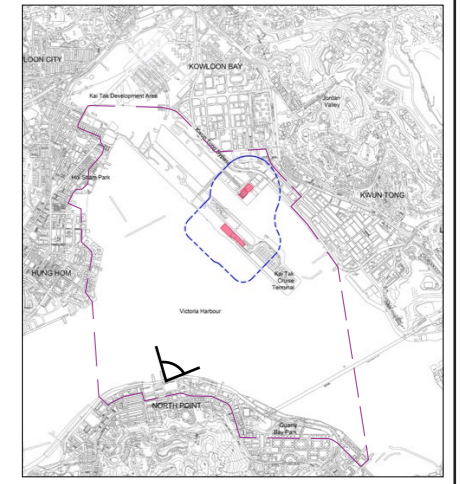 LOON CITY
KOWLOON BAY
Kai Tak Development Area
Jordan
Valley
Hoi Sham Park
KWUN TONG
HUNG HOM
Kai Tak
Cruise
Terminal
Victoria Harbour
NORTH POINT
Quarry
Bay Park